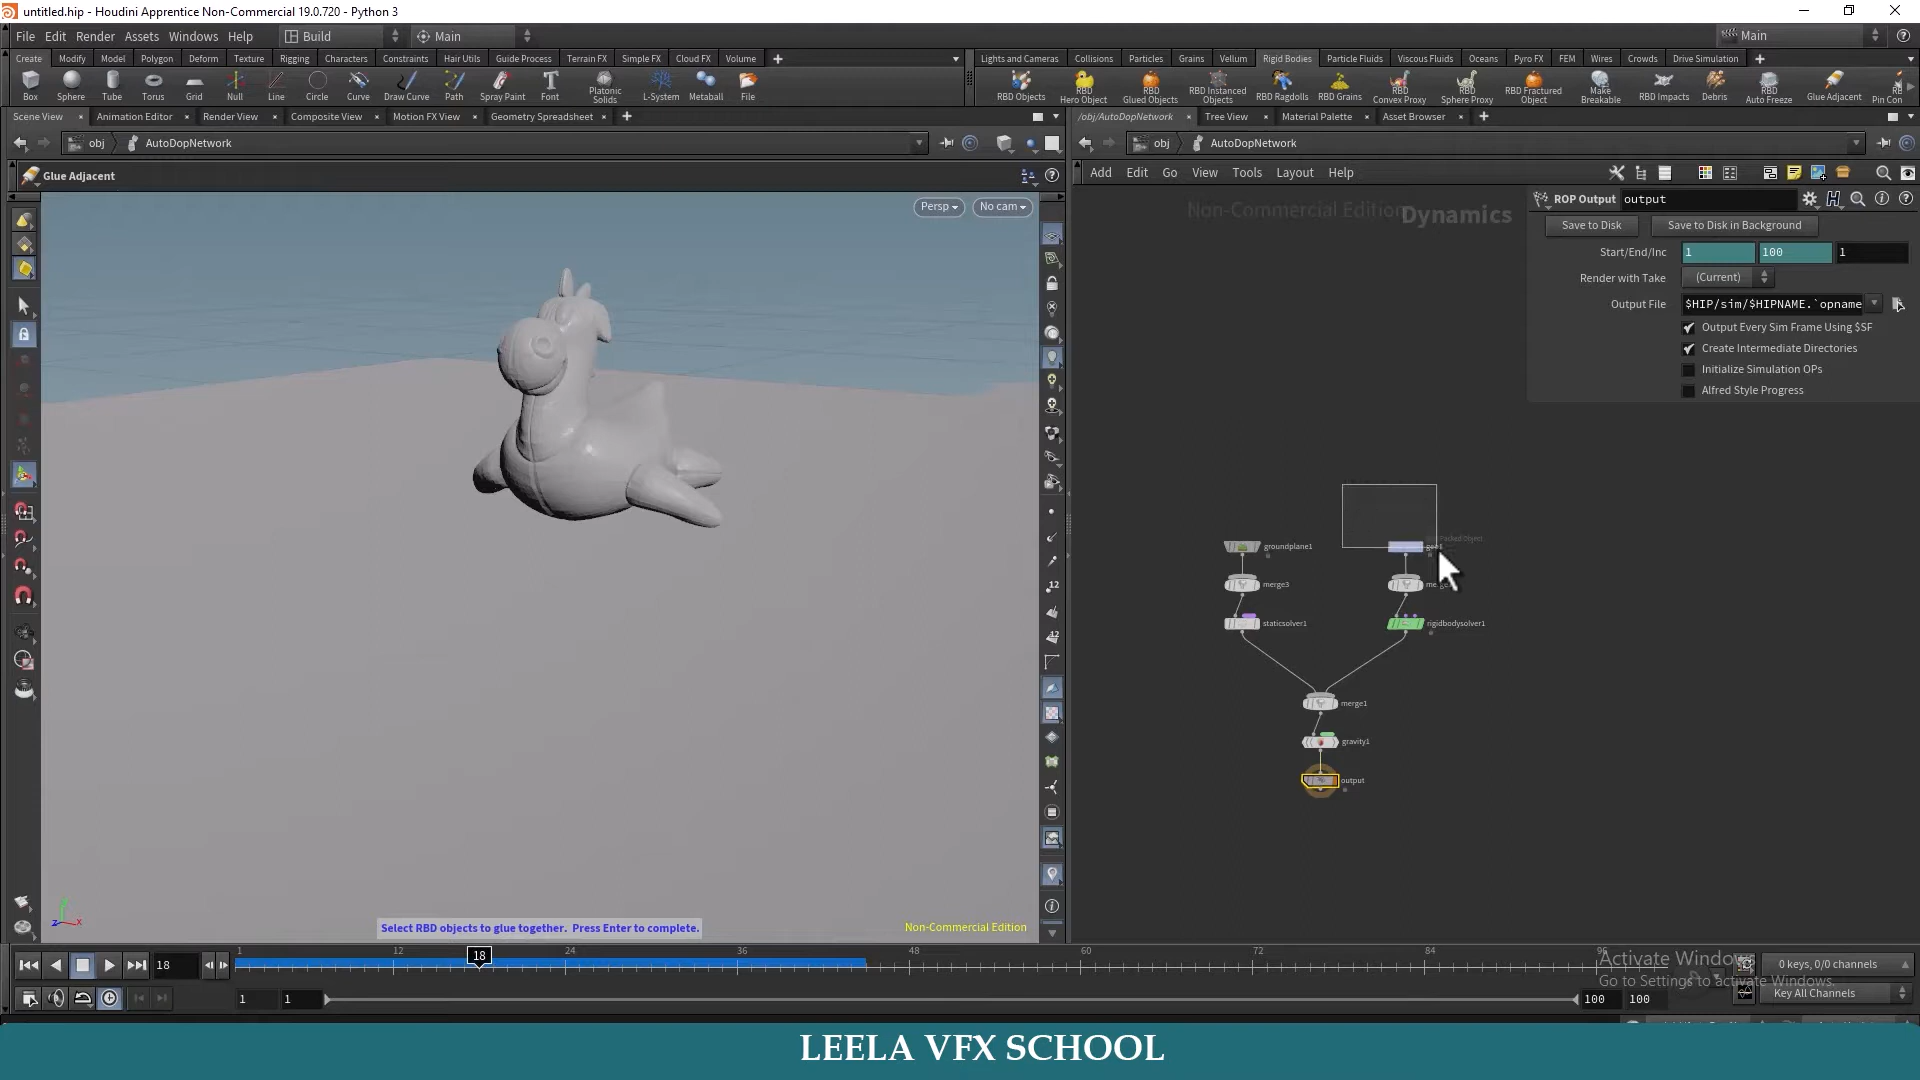 untitled.hip - Houdini Apprentice Non-Commercial 19.0.720 - Python 3
File Edit Render Assets Windows Help Build Main Main
Create Modify Model Polygon Deform Texture Rigging Characters Constraints Hair Utils Guide Process Terrain FX Simple FX Cloud FX Volume
Lights and Cameras Collisions Particles Grains Vellum Rigid Bodies Particle Fluids Viscous Fluids Oceans Pyro FX FEM Wires Crowds Drive Simulation
Box Sphere Tube Torus Grid Null Line Circle Curve Draw Curve Path Spray Paint Font Platonic Solids L-System Metaball File
RBD Objects RBD Hero Object RBD Glued Objects RBD Instanced Objects RBD Ragdolls RBD Grains RBD Convex Proxy RBD Sphere Proxy RBD Fractured Object Make Breakable RBD Impacts Debris RBD Auto Freeze Glue Adjacent Pin Con
Scene View Animation Editor Render View Composite View Motion FX View Geometry Spreadsheet
/obj/AutoDopNetwork Tree View Material Palette Asset Browser
obj AutoDopNetwork
obj AutoDopNetwork
Glue Adjacent
Add Edit Go View Tools Layout Help
Persp No cam
Non-Commercial Edition Dynamics
ROP Output output
Save to Disk Save to Disk in Background
Start/End/Inc 1 100 1
Render with Take (Current)
Output File $HIP/sim/$HIPNAME.`opname
Output Every Sim Frame Using $SF
Create Intermediate Directories
Initialize Simulation OPs
Alfred Style Progress
groundplane1
merge3
staticsolver1 rigidbodysolver1
merge1
gravity1
output
12
12
Select RBD objects to glue together. Press Enter to complete.
Non-Commercial Edition
1 12 18 24 36 48 60 72 84 96
18
Activate Windows
Go to Settings to activate Windows.
0 keys, 0/0 channels
1 1 100 100
Key All Channels
LEELA VFX SCHOOL